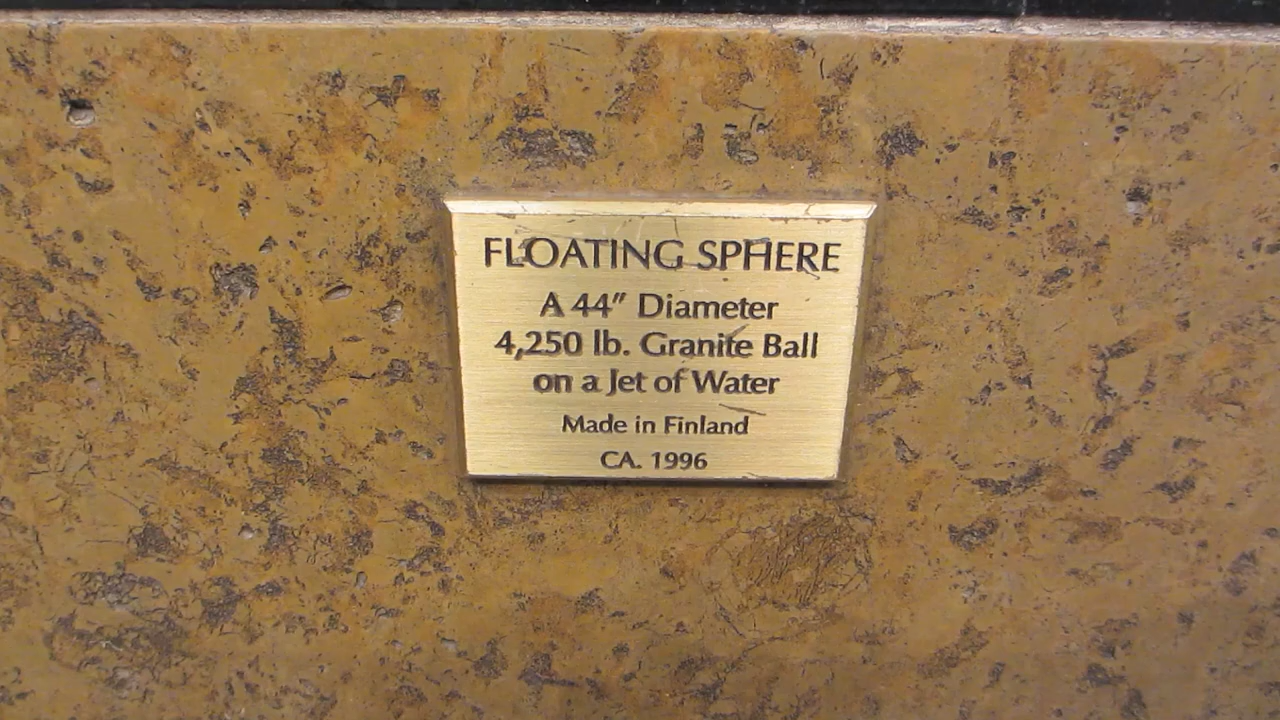 FLOATING SPHERE
A 44" Diameter
4,250 lb. Granite Ball
on a Jet of Water
Made in Finland
CA. 1996